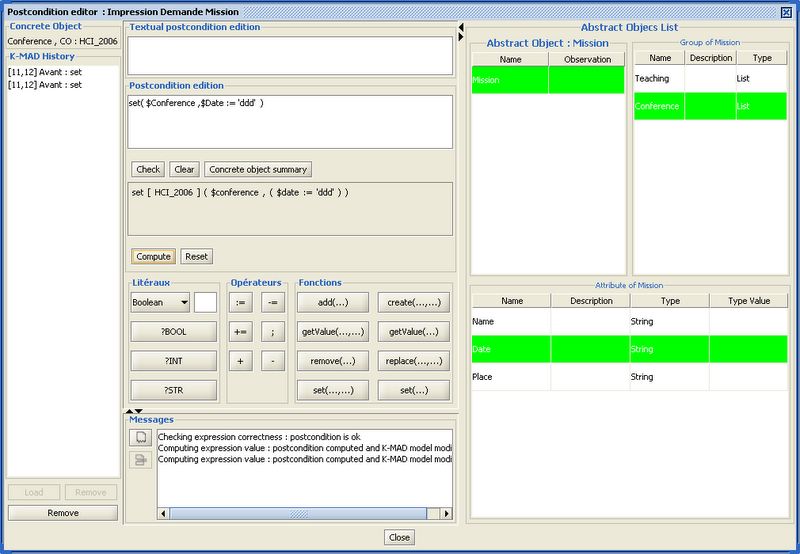 Postcondition editor : Impression Demande Mission
Concrete Object
Conference , CO : HCI_2006
K-MAD History
[11,12] Avant : set
[11,12] Avant : set
Load
Remove
Remove
Textual postcondition edition
Postcondition edition
set( $Conference ,$Date := 'ddd' )
Check
Clear
Concrete object summary
set [ HCI_2006 ] ( $conference , ( $date := 'ddd' ) )
Compute
Reset
Litéraux
Boolean
?BOOL
?INT
?STR
Opérateurs
:= -=
+= ;
+ -
Fonctions
add(...) create(...,...)
getValue(...,...) getValue(...)
remove(...) replace(...,...)
set(...,...) set(...)
Messages
Checking expression correctness : postcondition is ok
Computing expression value : postcondition computed and K-MAD model modi
Computing expression value : postcondition computed and K-MAD model modi
Abstract Objecs List
Abstract Object : Mission
Name Observation
Mission
Group of Mission
Name Description Type
Teaching List
Conference List
Attribute of Mission
Name Description Type Type Value
Name String
Date String
Place String
Close